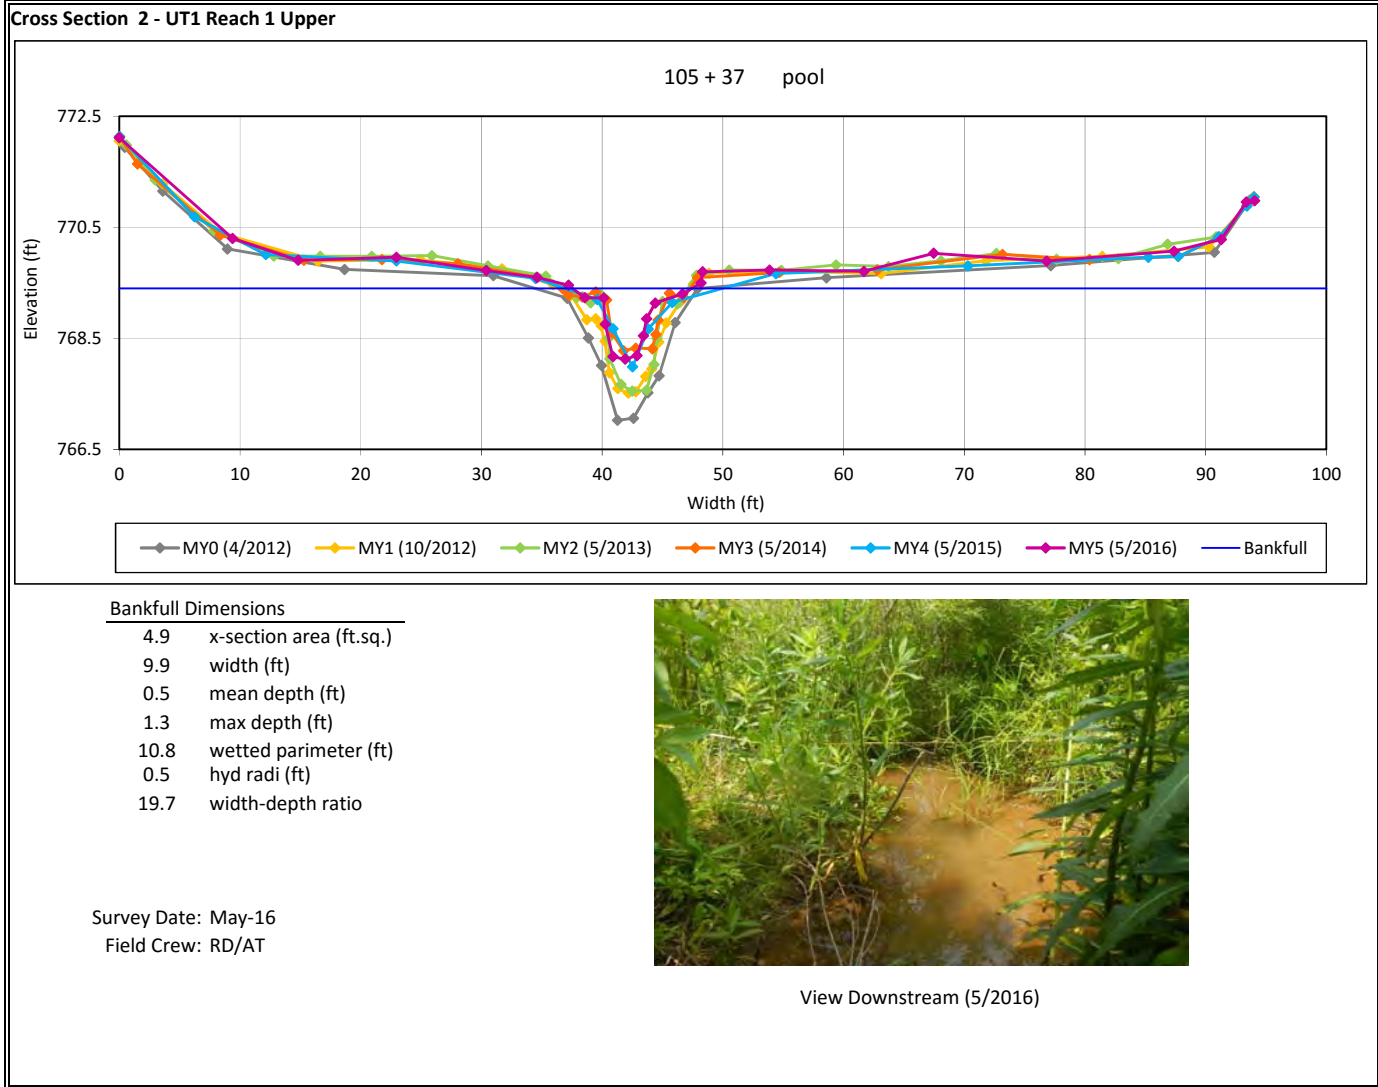 Cross Section 2 - UT1 Reach 1 Upper
105 + 37 pool
772.5
770.5
768.5
766.5
Elevation (ft)
0 10 20 30 40 50 60 70 80 90 100
Width (ft)
MY0 (4/2012) MY1 (10/2012) MY2 (5/2013) MY3 (5/2014) MY4 (5/2015) MY5 (5/2016) Bankfull
Bankfull Dimensions
4.9 x-section area (ft.sq.)
9.9 width (ft)
0.5 mean depth (ft)
1.3 max depth (ft)
10.8 wetted parimeter (ft)
0.5 hyd radi (ft)
19.7 width-depth ratio
Survey Date: May-16
Field Crew: RD/AT
View Downstream (5/2016)